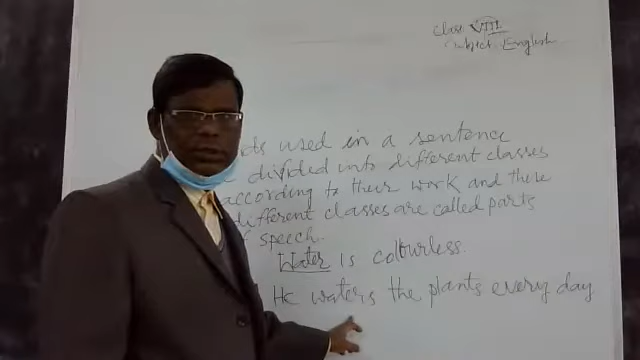 Class VIII
Subject English
used in a sentence
divided into different classes
according to their work and these
different classes are called parts
speech.
Water is colourless.
He waters the plants every day